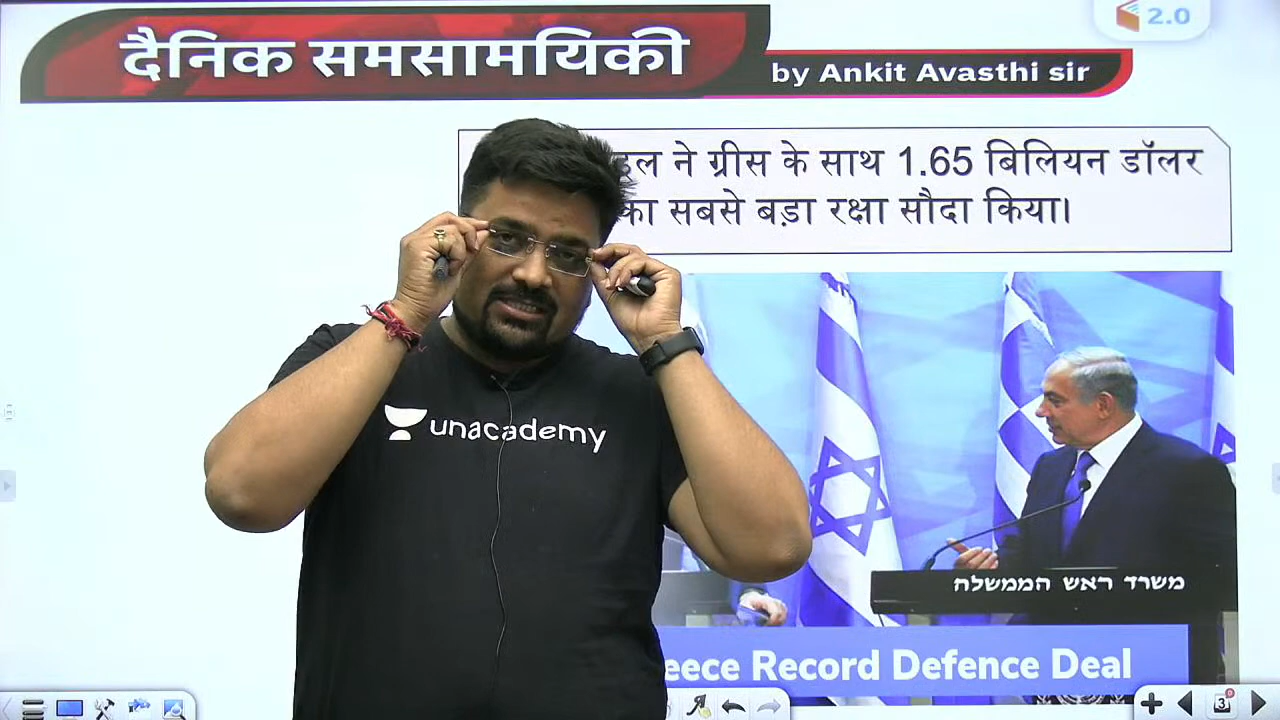 2.0
दैनिक समसामयिकी
by Ankit Avasthi sir
ने ग्रीस के साथ 1.65 बिलियन डॉलर
का सबसे बड़ा रक्षा सौदा किया।
unacademy
משרד ראש הממשלה
Record Defence Deal
3